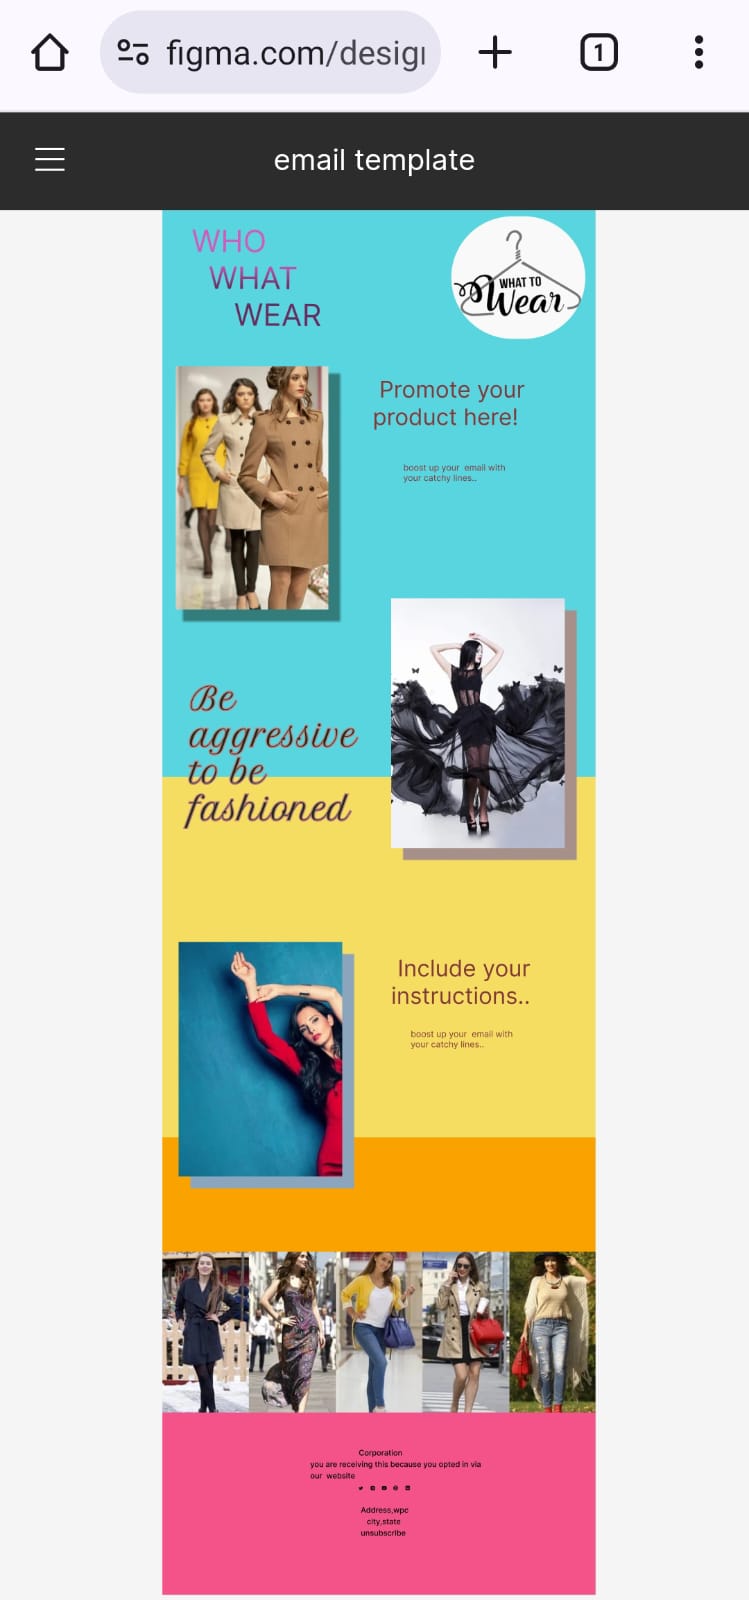 figma.com/design
1
email template
WHO
WHAT
WEAR
WHAT TO
Wear
Promote your
product here!
boost up your email with
your catchy lines..
Be
aggressive
to be
fashioned
Include your
instructions..
boost up your email with
your catchy lines..
Corporation
you are receiving this because you opted in via
our website
Address,wpc
city,state
unsubscribe